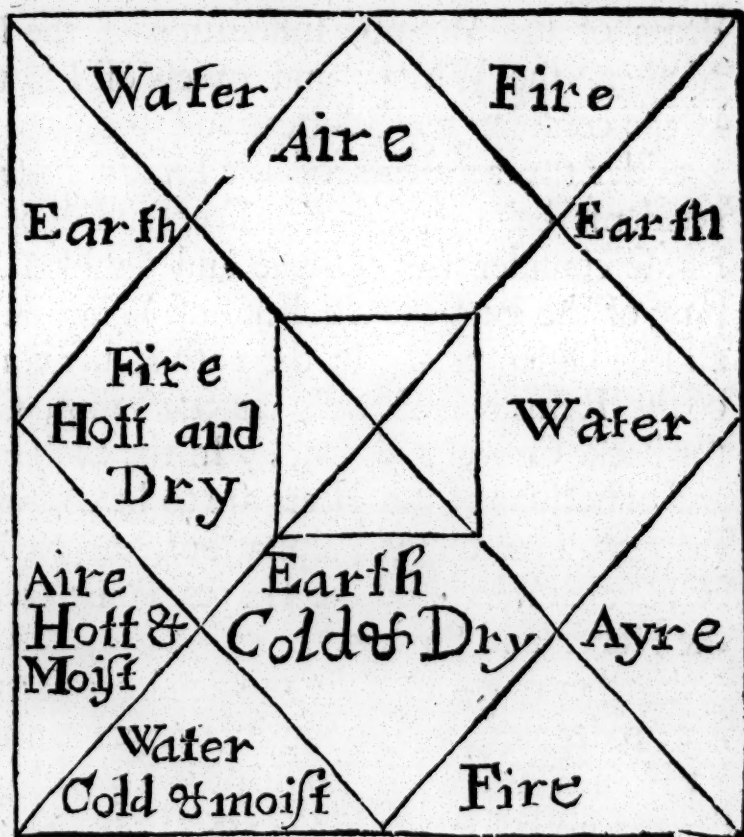 Water
Fire
Aire
Earth
Earth
Fire
Hott and
Dry
Water
Aire
Hott &
Moiſt
Earth
Cold & Dry
Ayre
Water
Cold & moiſt
Fire